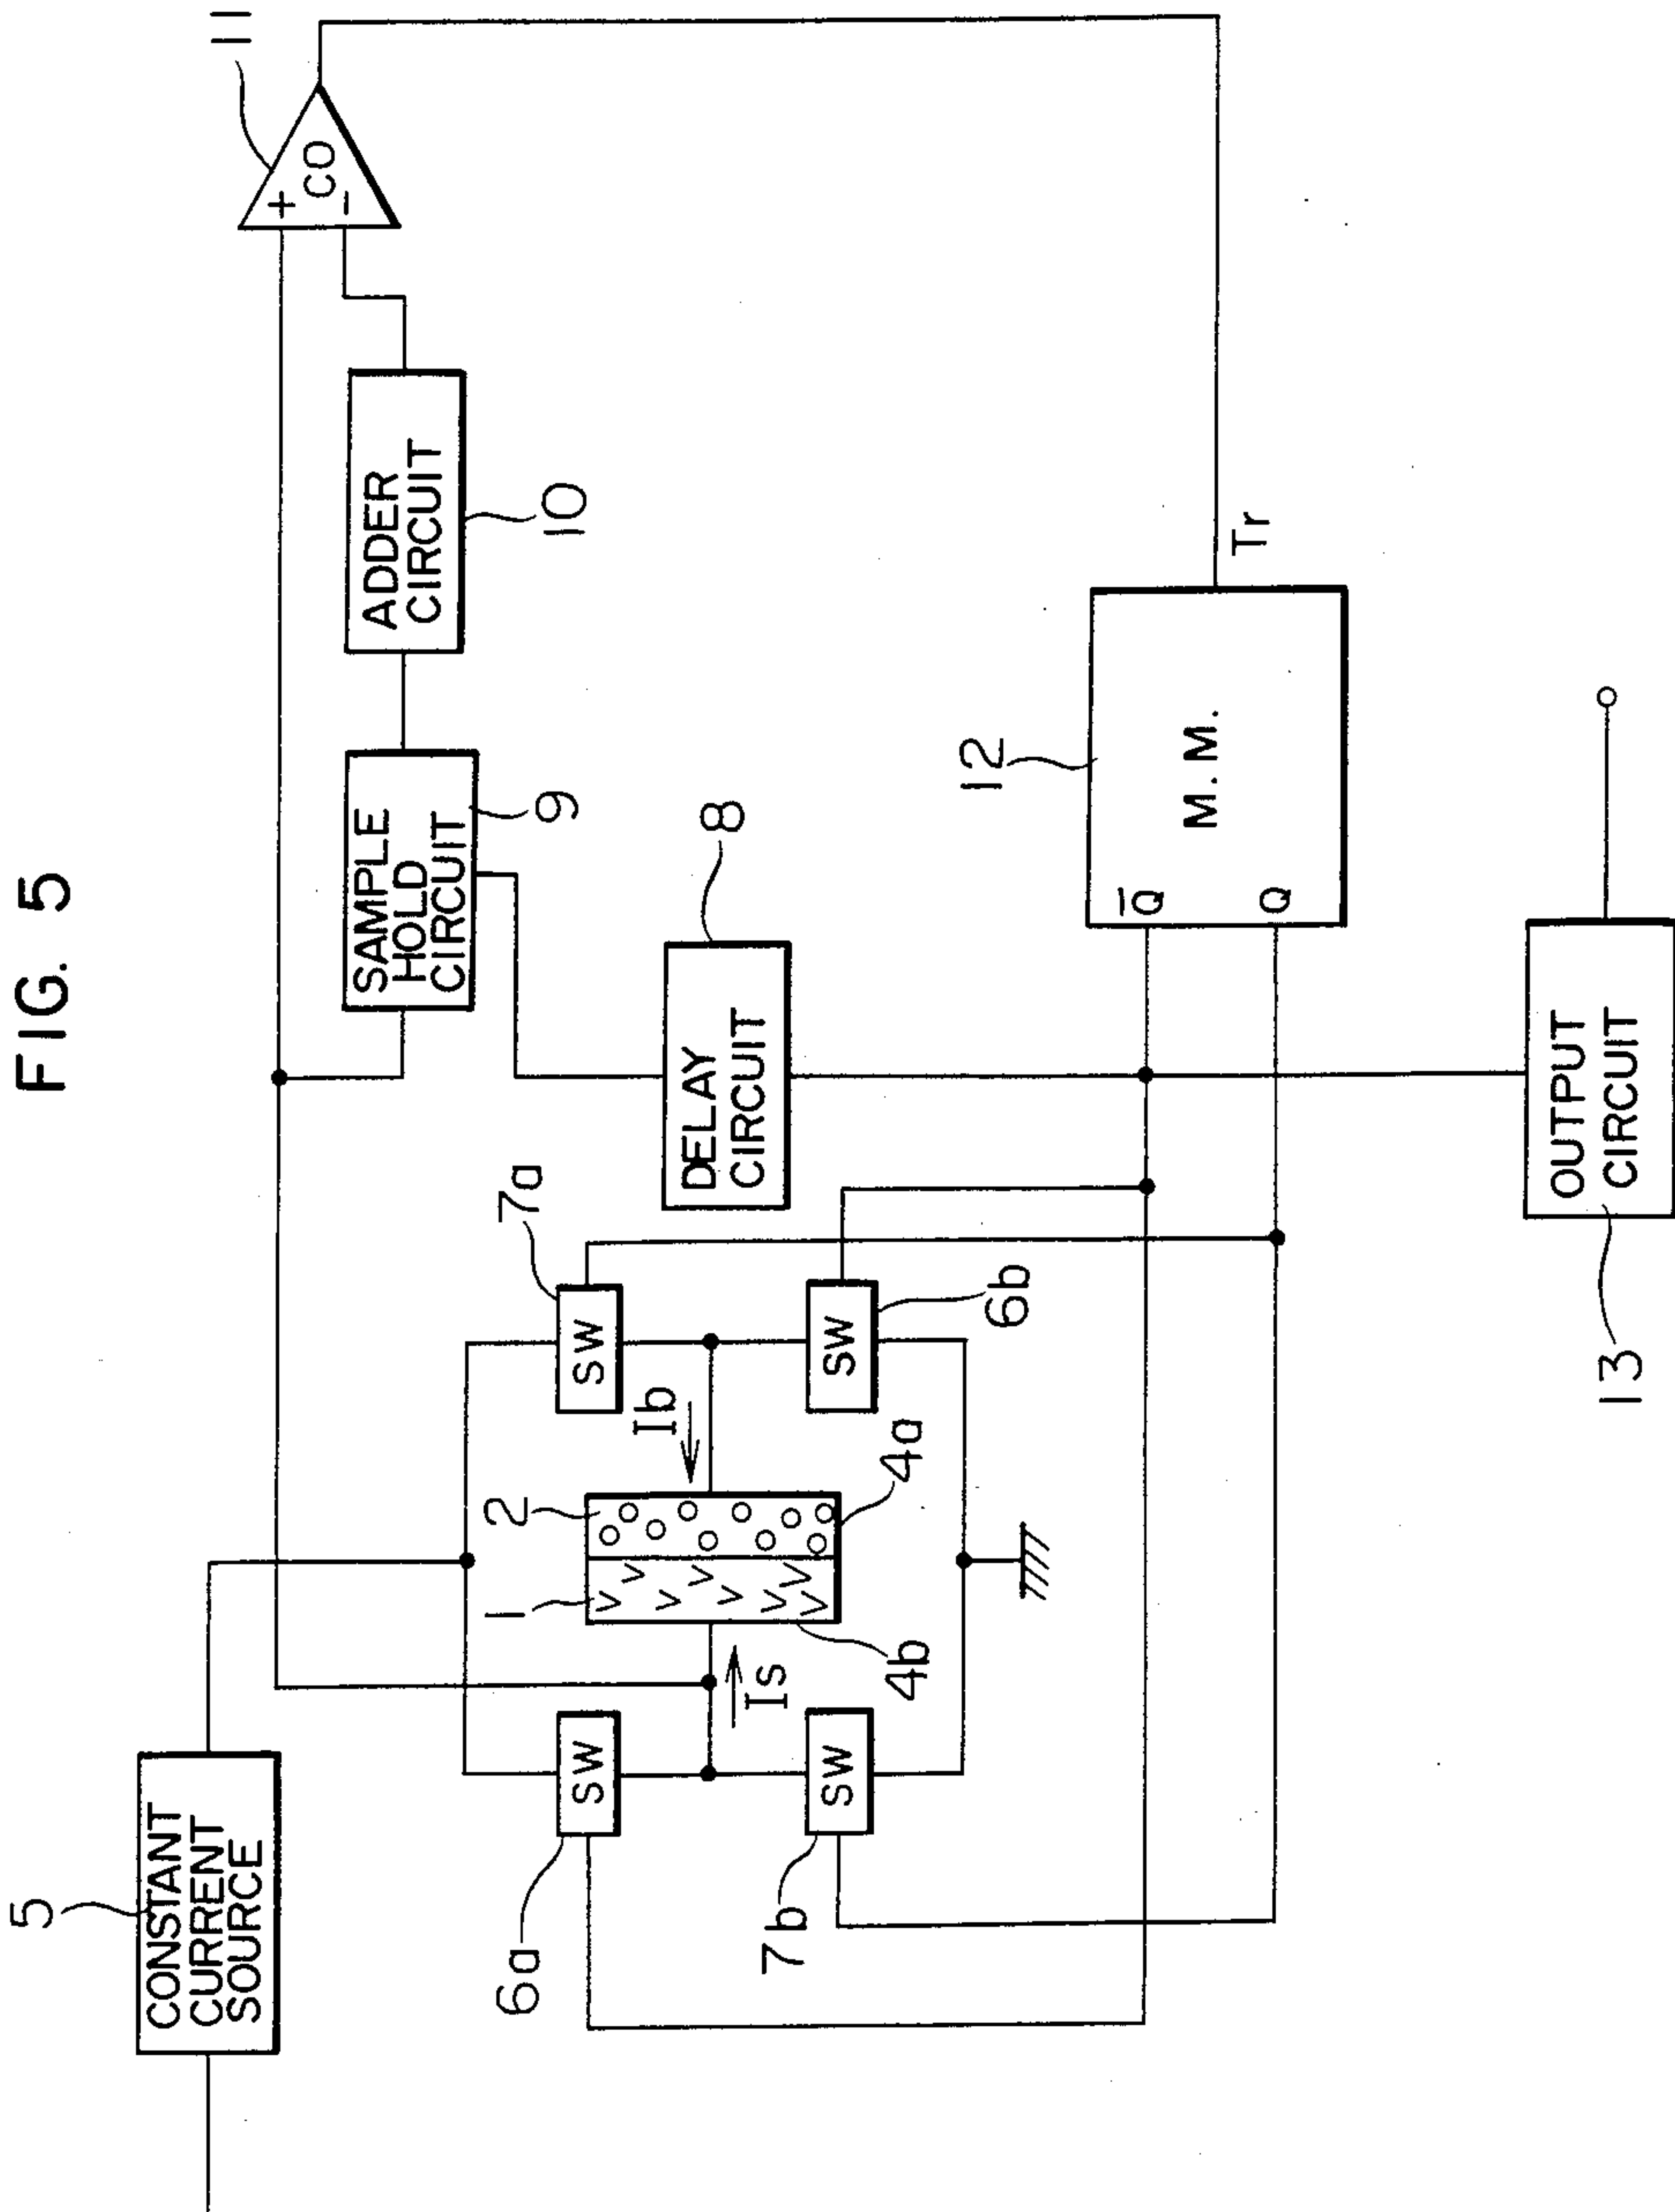 FIG. 5
5
CONSTANT
CURRENT
SOURCE
11
+
CO
−
ADDER
CIRCUIT
10
SAMPLE
HOLD
CIRCUIT
9
7a
SW
6a
SW
1
2
Ib
Is
4a
4b
SW
6b
SW
7b
DELAY
CIRCUIT
8
12
M.M.
Tr
Q̅
Q
OUTPUT
CIRCUIT
13